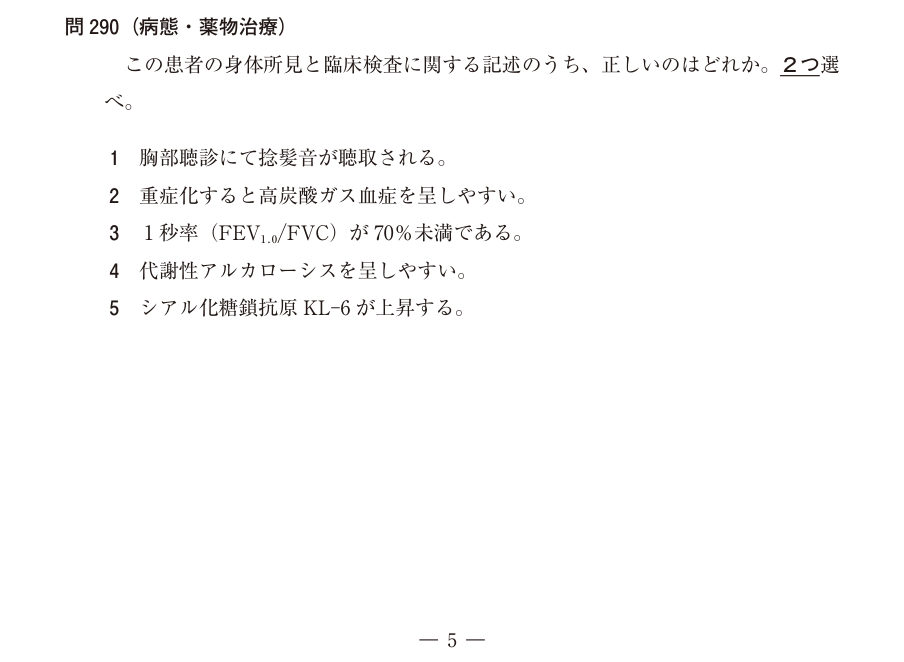 問 290（病態・薬物治療）
この患者の身体所見と臨床検査に関する記述のうち、正しいのはどれか。２つ選
べ。
1 胸部聴診にて捻髪音が聴取される。
2 重症化すると高炭酸ガス血症を呈しやすい。
3 １秒率（FEV1.0/FVC）が 70％未満である。
4 代謝性アルカローシスを呈しやすい。
5 シアル化糖鎖抗原 KL−6 が上昇する。
— 5 —